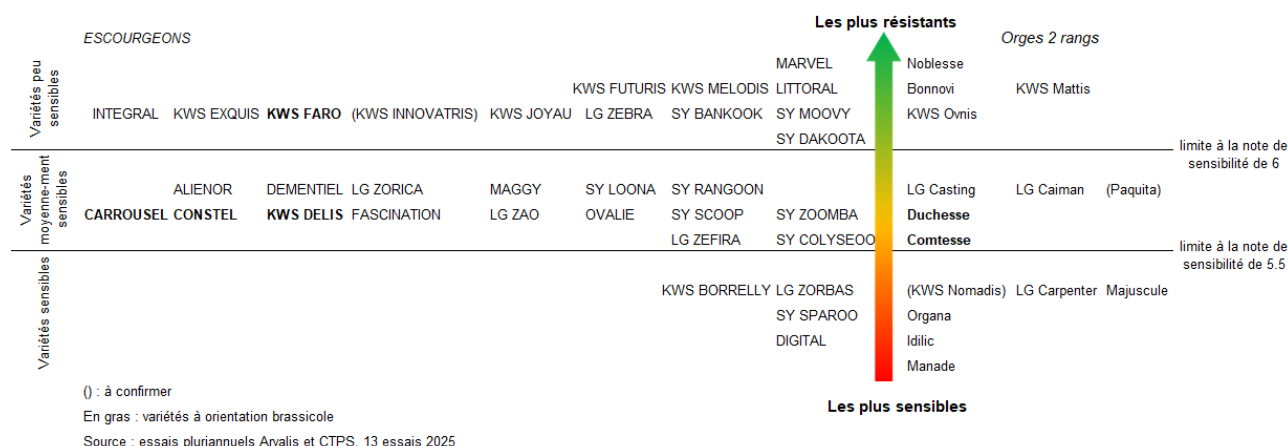 Les plus résistants
ESCOURGEONS Orges 2 rangs
Variétés peu sensibles
MARVEL Noblesse
KWS FUTURIS KWS MELODIS LITTORAL Bonnovi KWS Mattis
INTEGRAL KWS EXQUIS KWS FARO (KWS INNOVATRIS) KWS JOYAU LG ZEBRA SY BANKOOK SY MOOVY KWS Ovnis
SY DAKOOTA
limite à la note de
sensibilité de 6
Variétés moyenne-ment sensibles
ALIENOR DEMENTIEL LG ZORICA MAGGY SY LOONA SY RANGOON LG Casting LG Caiman (Paquita)
CARROUSEL CONSTEL KWS DELIS FASCINATION LG ZAO OVALIE SY SCOOP SY ZOOMBA Duchesse
LG ZEFIRA SY COLYSEOO Comtesse
limite à la note de
sensibilité de 5.5
Variétés sensibles
KWS BORRELLY LG ZORBAS (KWS Nomadis) LG Carpenter Majuscule
SY SPAROO Organa
DIGITAL Idilic
Manade
() : à confirmer
Les plus sensibles
En gras : variétés à orientation brassicole
Source : essais pluriannuels Arvalis et CTPS, 13 essais 2025